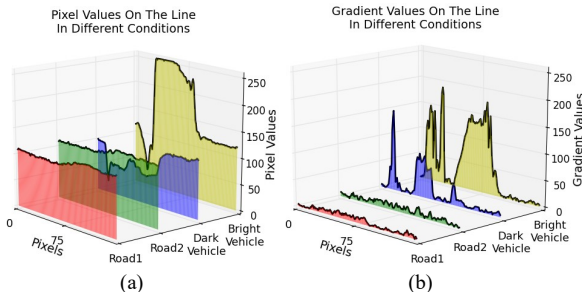 Pixel Values On The Line
In Different Conditions
250
200
150
100
50
0
Pixel Values
0
75
Pixels
Road1
Road2
Dark
Vehicle
Bright
Vehicle
(a)
Gradient Values On The Line
In Different Conditions
250
200
150
100
50
0
Gradient Values
0
75
Pixels
Road1
Road2
Dark
Vehicle
Bright
Vehicle
(b)